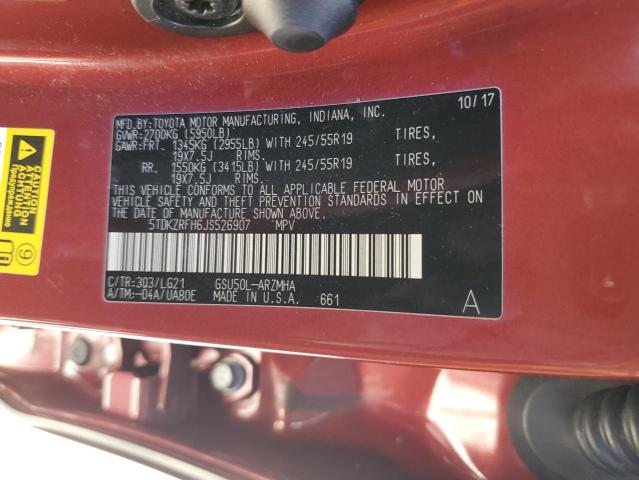 10/17
MFD.BY:TOYOTA MOTOR MANUFACTURING, INDIANA, INC.
GVWR:2700KG (5950LB)
GAWR:FRT. 1345KG (2955LB) WITH 245/55R19 TIRES,
19X7.5J RIMS.
RR. 1550KG (3415LB) WITH 245/55R19 TIRES,
19X7.5J RIMS.
THIS VEHICLE CONFORMS TO ALL APPLICABLE FEDERAL MOTOR
VEHICLE SAFETY AND THEFT PREVENTION STANDARDS IN EFFECT ON
THE DATE OF MANUFACTURE SHOWN ABOVE.
5TDKZRFH6JS526907 MPV
C/TR:3Q3/LG21 GSU50L-ARZMHA
A/TM:-04A/UA80E MADE IN U.S.A. 661
A
CAUTION
ACHTUNG